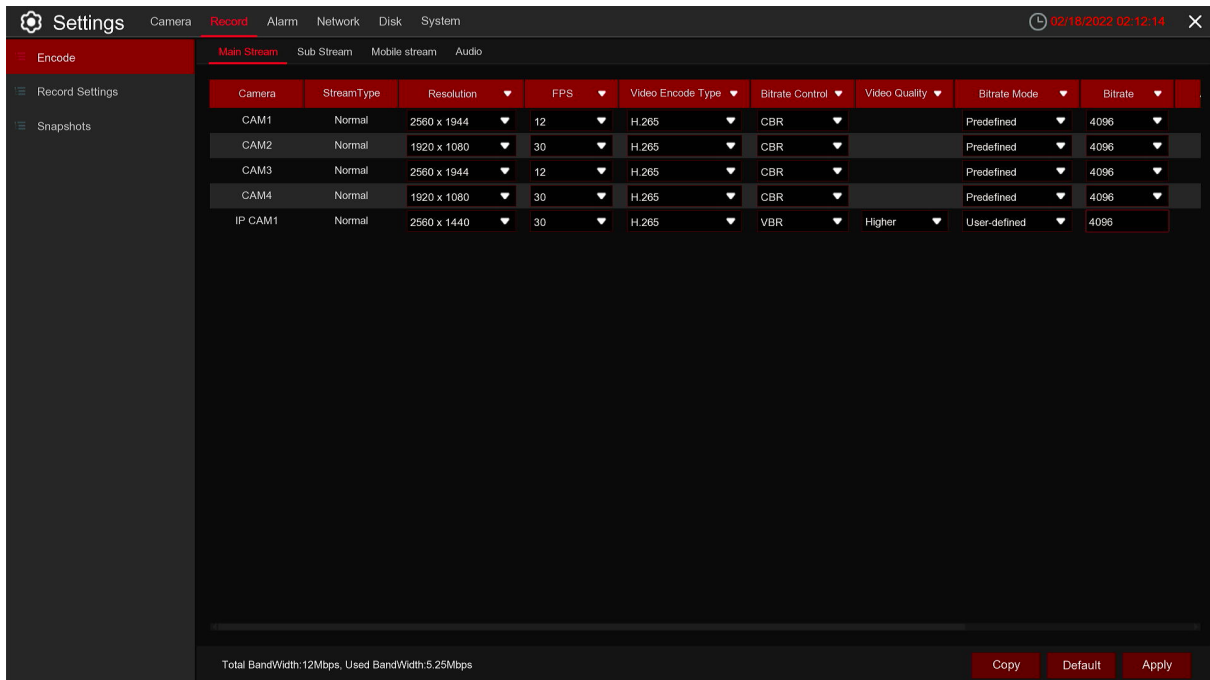 Settings Camera Record Alarm Network Disk System 02/18/2022 02:12:14
Encode
Record Settings
Snapshots
Main Stream Sub Stream Mobile stream Audio
Camera StreamType Resolution FPS Video Encode Type Bitrate Control Video Quality Bitrate Mode Bitrate
CAM1 Normal 2560 x 1944 12 H.265 CBR Predefined 4096
CAM2 Normal 1920 x 1080 30 H.265 CBR Predefined 4096
CAM3 Normal 2560 x 1944 12 H.265 CBR Predefined 4096
CAM4 Normal 1920 x 1080 30 H.265 CBR Predefined 4096
IP CAM1 Normal 2560 x 1440 30 H.265 VBR Higher User-defined 4096
Total BandWidth:12Mbps, Used BandWidth:5.25Mbps
Copy Default Apply